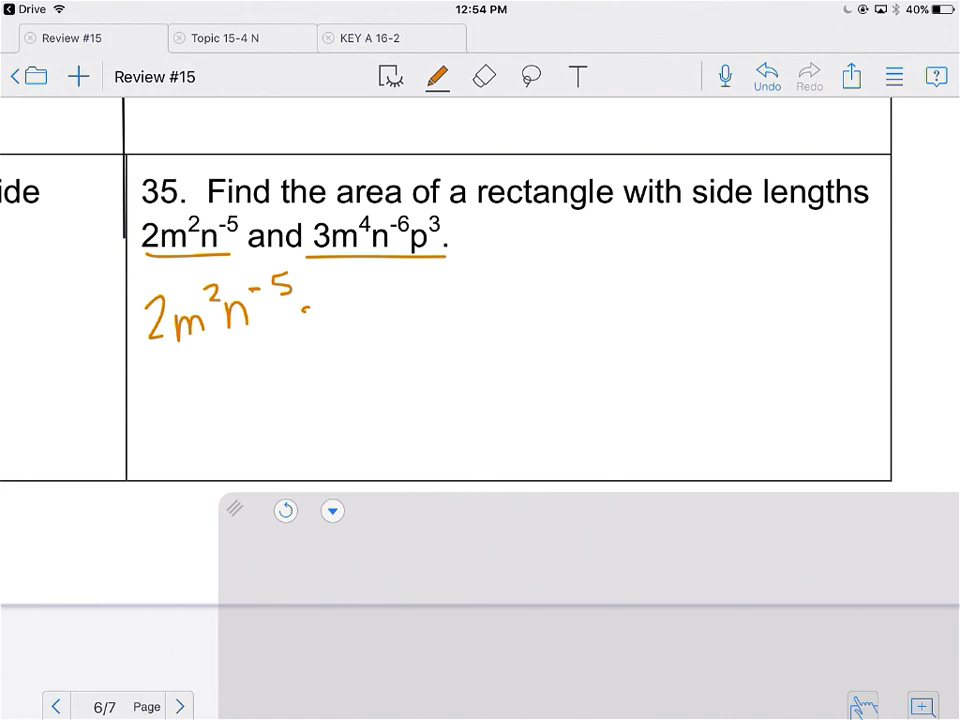 Drive 12:54 PM 40%
Review #15 Topic 15-4 N KEY A 16-2
Review #15 T Undo Redo ?
ide
35. Find the area of a rectangle with side lengths
2m²n⁻⁵ and 3m⁴n⁻⁶p³.
2m²n⁻⁵ ·
6/7 Page